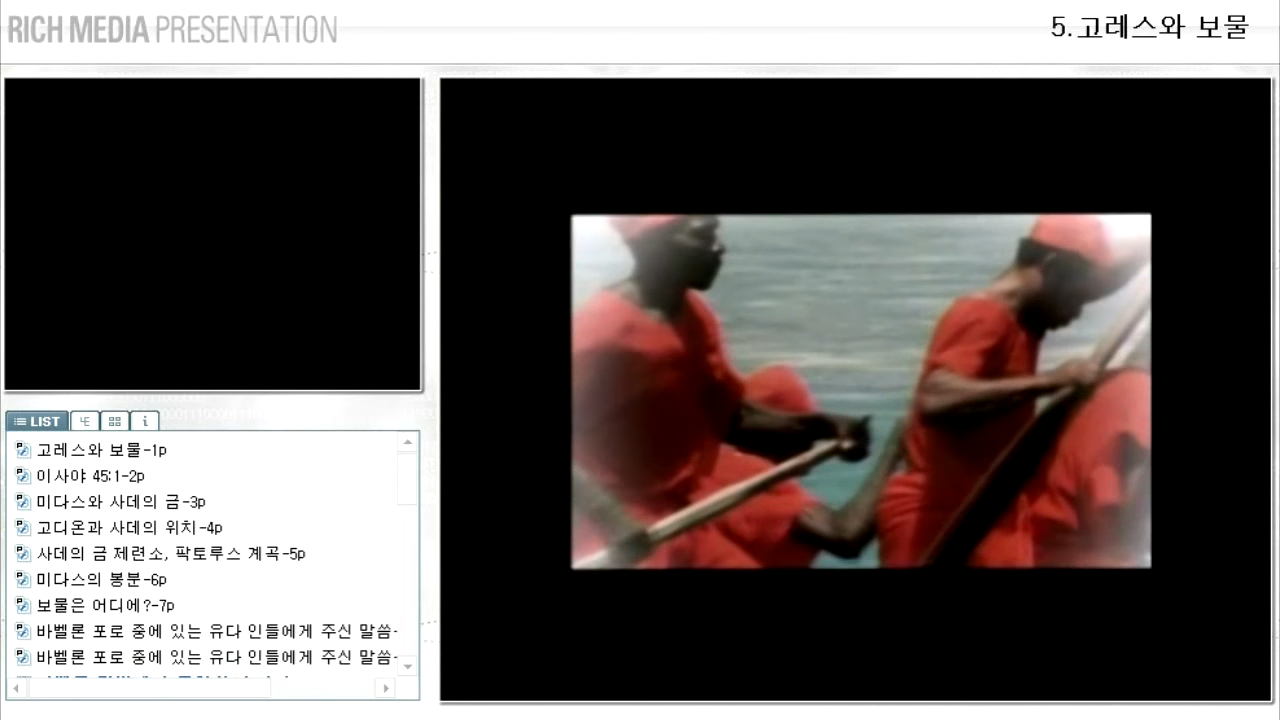 RICH MEDIA PRESENTATION
5.고레스와 보물
LIST
고레스와 보물-1p
이사야 45:1-2p
미다스와 사데의 금-3p
고디온과 사데의 위치-4p
사데의 금 제련소, 팍토루스 계곡-5p
미다스의 봉분-6p
보물은 어디에?-7p
바벨론 포로 중에 있는 유다 인들에게 주신 말씀-
바벨론 포로 중에 있는 유다 인들에게 주신 말씀-